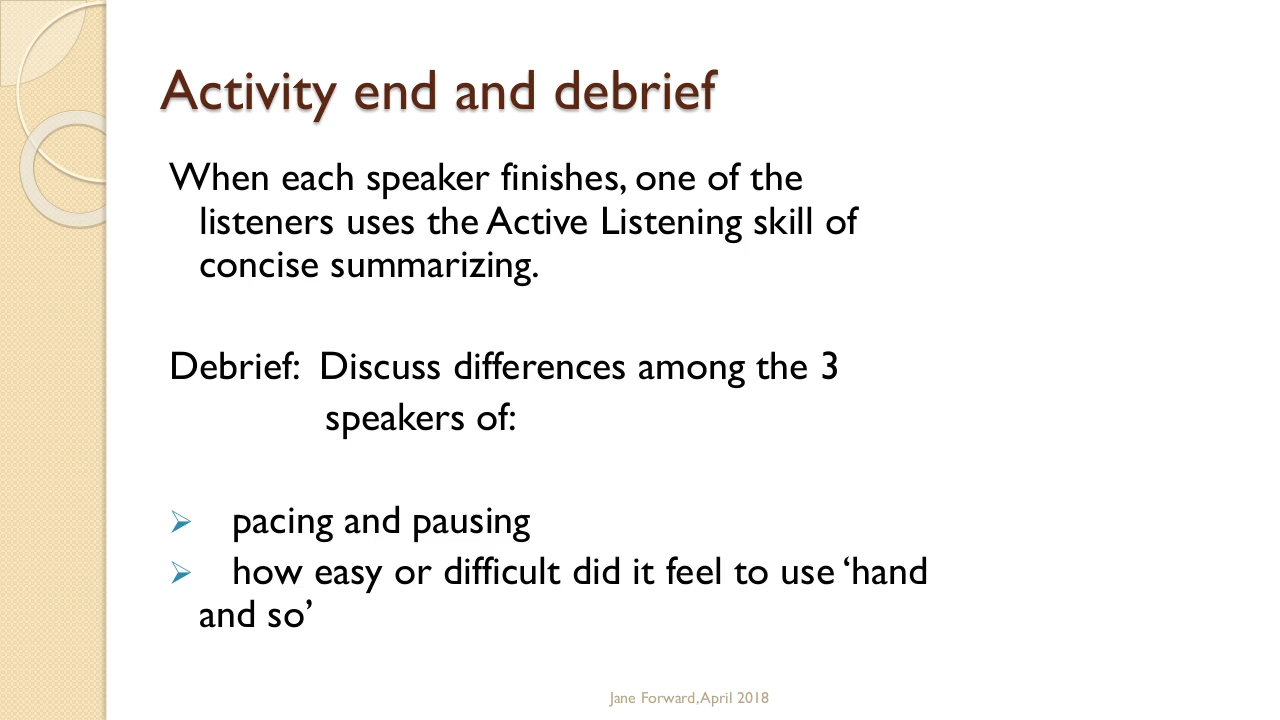 Activity end and debrief
When each speaker finishes, one of the
listeners uses the Active Listening skill of
concise summarizing.
Debrief: Discuss differences among the 3
speakers of:
➢ pacing and pausing
➢ how easy or difficult did it feel to use ‘hand
and so’
Jane Forward,April 2018